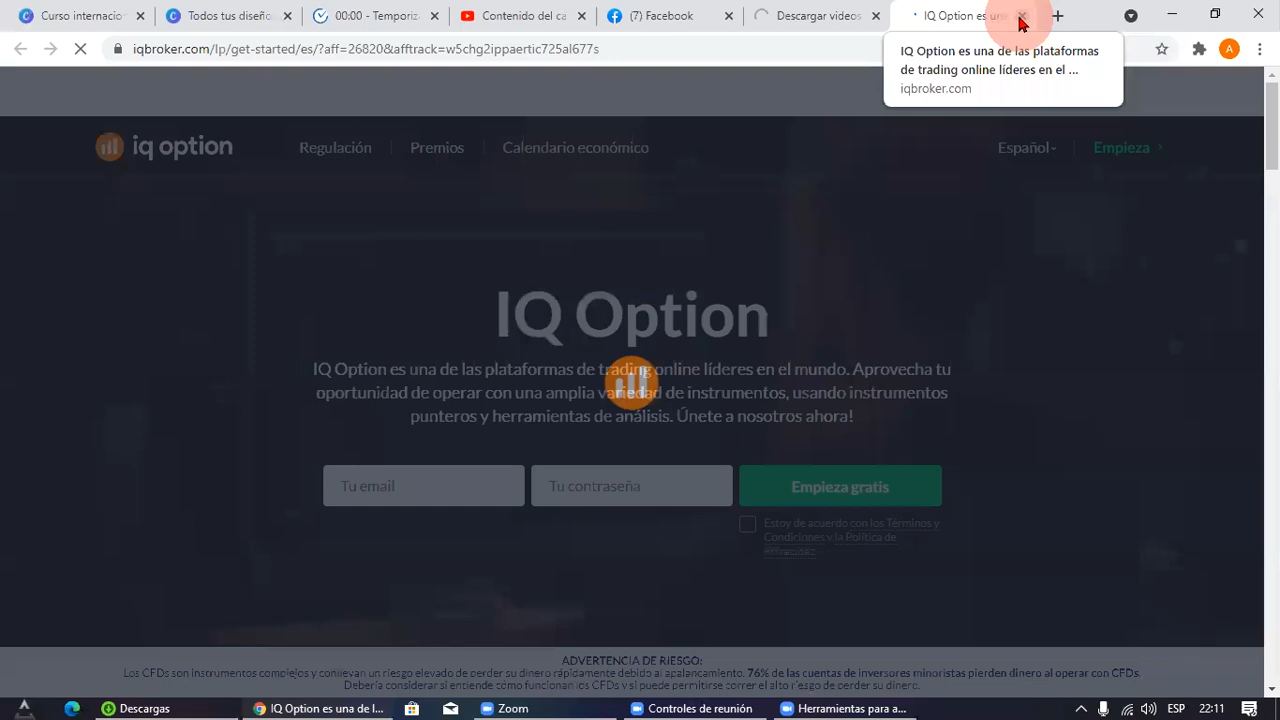 Curso internacio
Todos tus diseño
00:00 - Temporiz
Contenido del ca
(7) Facebook
Descargar videos
IQ Option es una
iqbroker.com/lp/get-started/es/?aff=26820&afftrack=w5chg2ippaertic725al677s
A
IQ Option es una de las plataformas
de trading online líderes en el ...
iqbroker.com
iq option
Regulación
Premios
Calendario económico
Español
Empieza
IQ Option
IQ Option es una de las plataformas de trading online líderes en el mundo. Aprovecha tu
oportunidad de operar con una amplia variedad de instrumentos, usando instrumentos
punteros y herramientas de análisis. Únete a nosotros ahora!
Tu email
Tu contraseña
Empieza gratis
Estoy de acuerdo con los Términos y
Condiciones y la Política de
ADVERTENCIA DE RIESGO:
Los CFDs son instrumentos complejos y conllevan un riesgo elevado de perder su dinero rápidamente debido al apalancamiento. 76% de las cuentas de inversores minoristas pierden dinero al operar con CFDs.
Debería considerar si entiende cómo funcionan los CFDs y si puede permitirse correr el alto riesgo de perder su dinero.
Descargas
IQ Option es una de l...
Zoom
Controles de reunión
Herramientas para a...
ESP
22:11